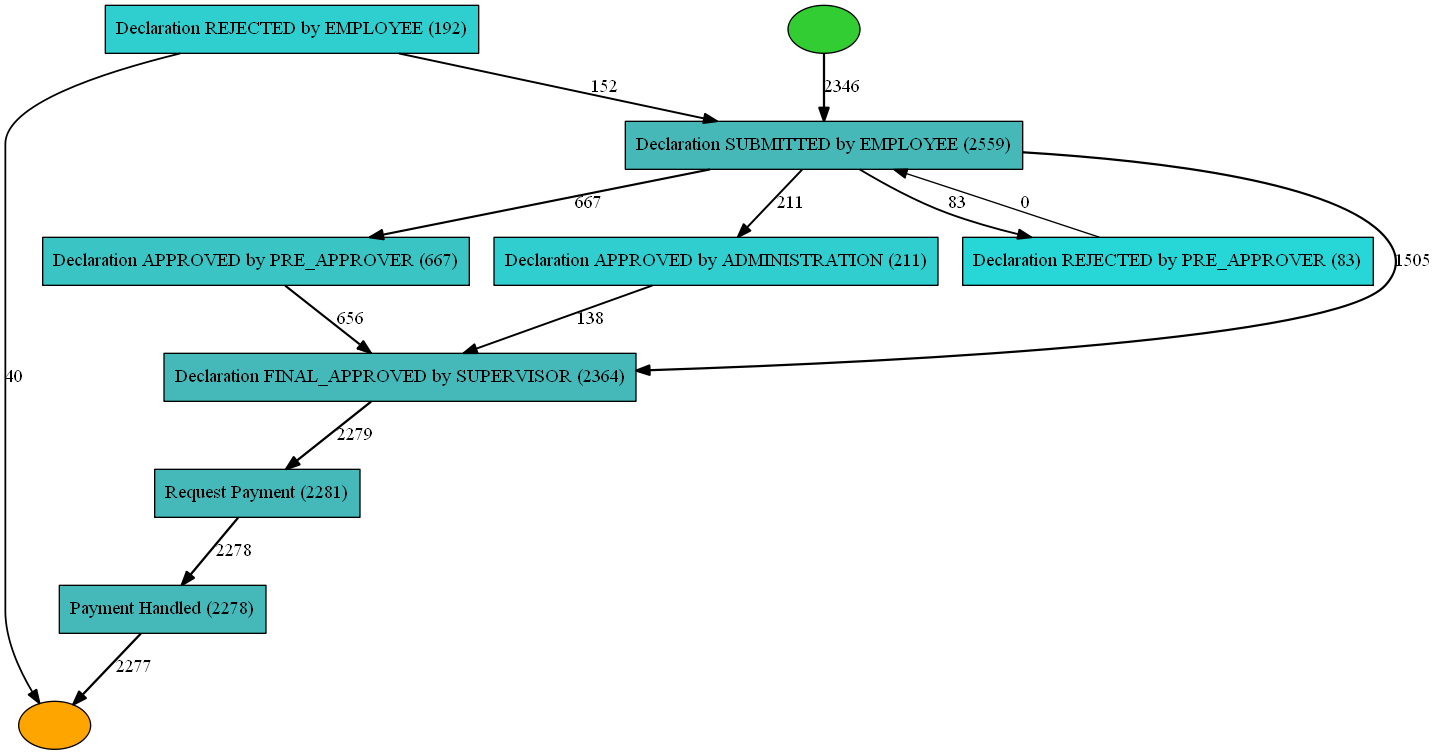 Declaration REJECTED by EMPLOYEE (192)
152
2346
Declaration SUBMITTED by EMPLOYEE (2559)
667
211
83
0
Declaration APPROVED by PRE_APPROVER (667)
Declaration APPROVED by ADMINISTRATION (211)
Declaration REJECTED by PRE_APPROVER (83)
1505
656
138
40
Declaration FINAL_APPROVED by SUPERVISOR (2364)
2279
Request Payment (2281)
2278
Payment Handled (2278)
2277